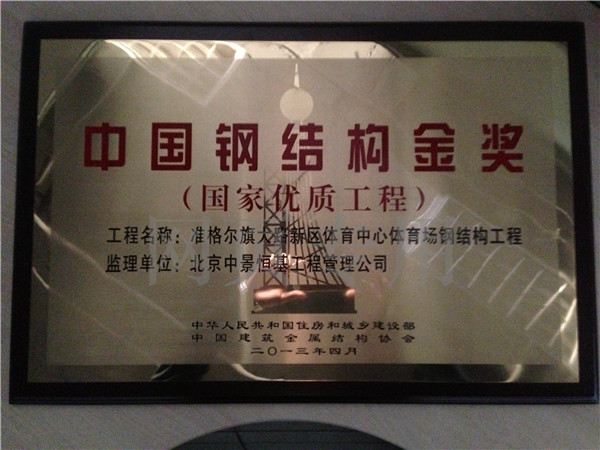 中国钢结构金奖
（国家优质工程）
工程名称：准格尔旗大路新区体育中心体育场钢结构工程
监理单位：北京中景恒基工程管理公司
中华人民共和国住房和城乡建设部
中国建筑金属结构协会
二〇一三年四月